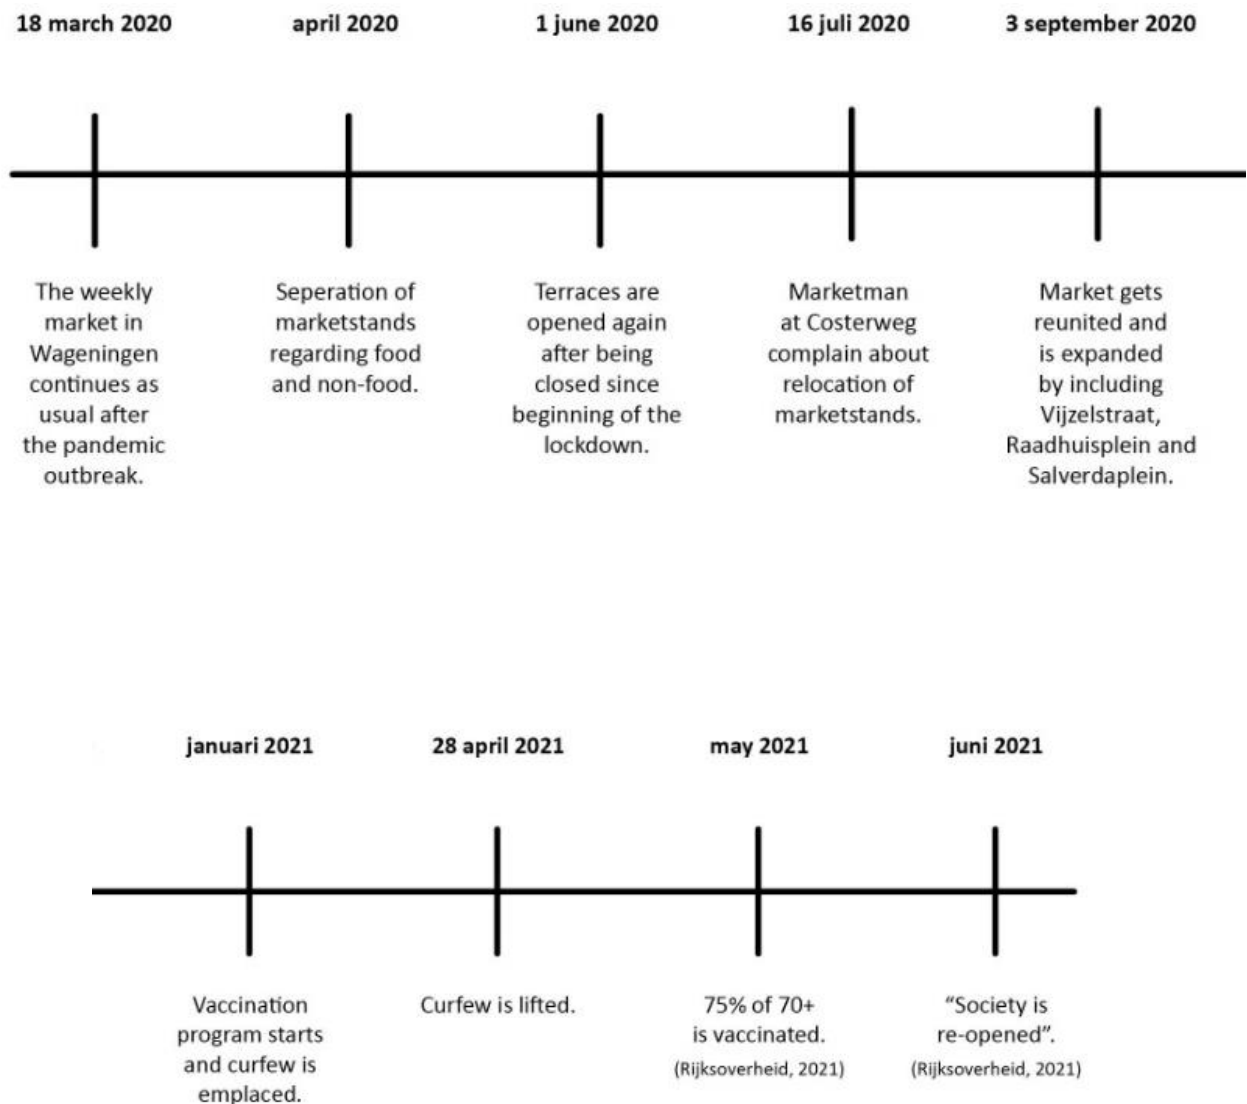 18 march 2020
april 2020
1 june 2020
16 juli 2020
3 september 2020
The weekly
market in
Wageningen
continues as
usual after
the pandemic
outbreak.
Seperation of
marketstands
regarding food
and non-food.
Terraces are
opened again
after being
closed since
beginning of the
lockdown.
Marketman
at Costerweg
complain about
relocation of
marketstands.
Market gets
reunited and
is expanded
by including
Vijzelstraat,
Raadhuisplein and
Salverdaplein.
januari 2021
28 april 2021
may 2021
juni 2021
Vaccination
program starts
and curfew is
emplaced.
Curfew is lifted.
75% of 70+
is vaccinated.
(Rijksoverheid, 2021)
“Society is
re-opened”.
(Rijksoverheid, 2021)